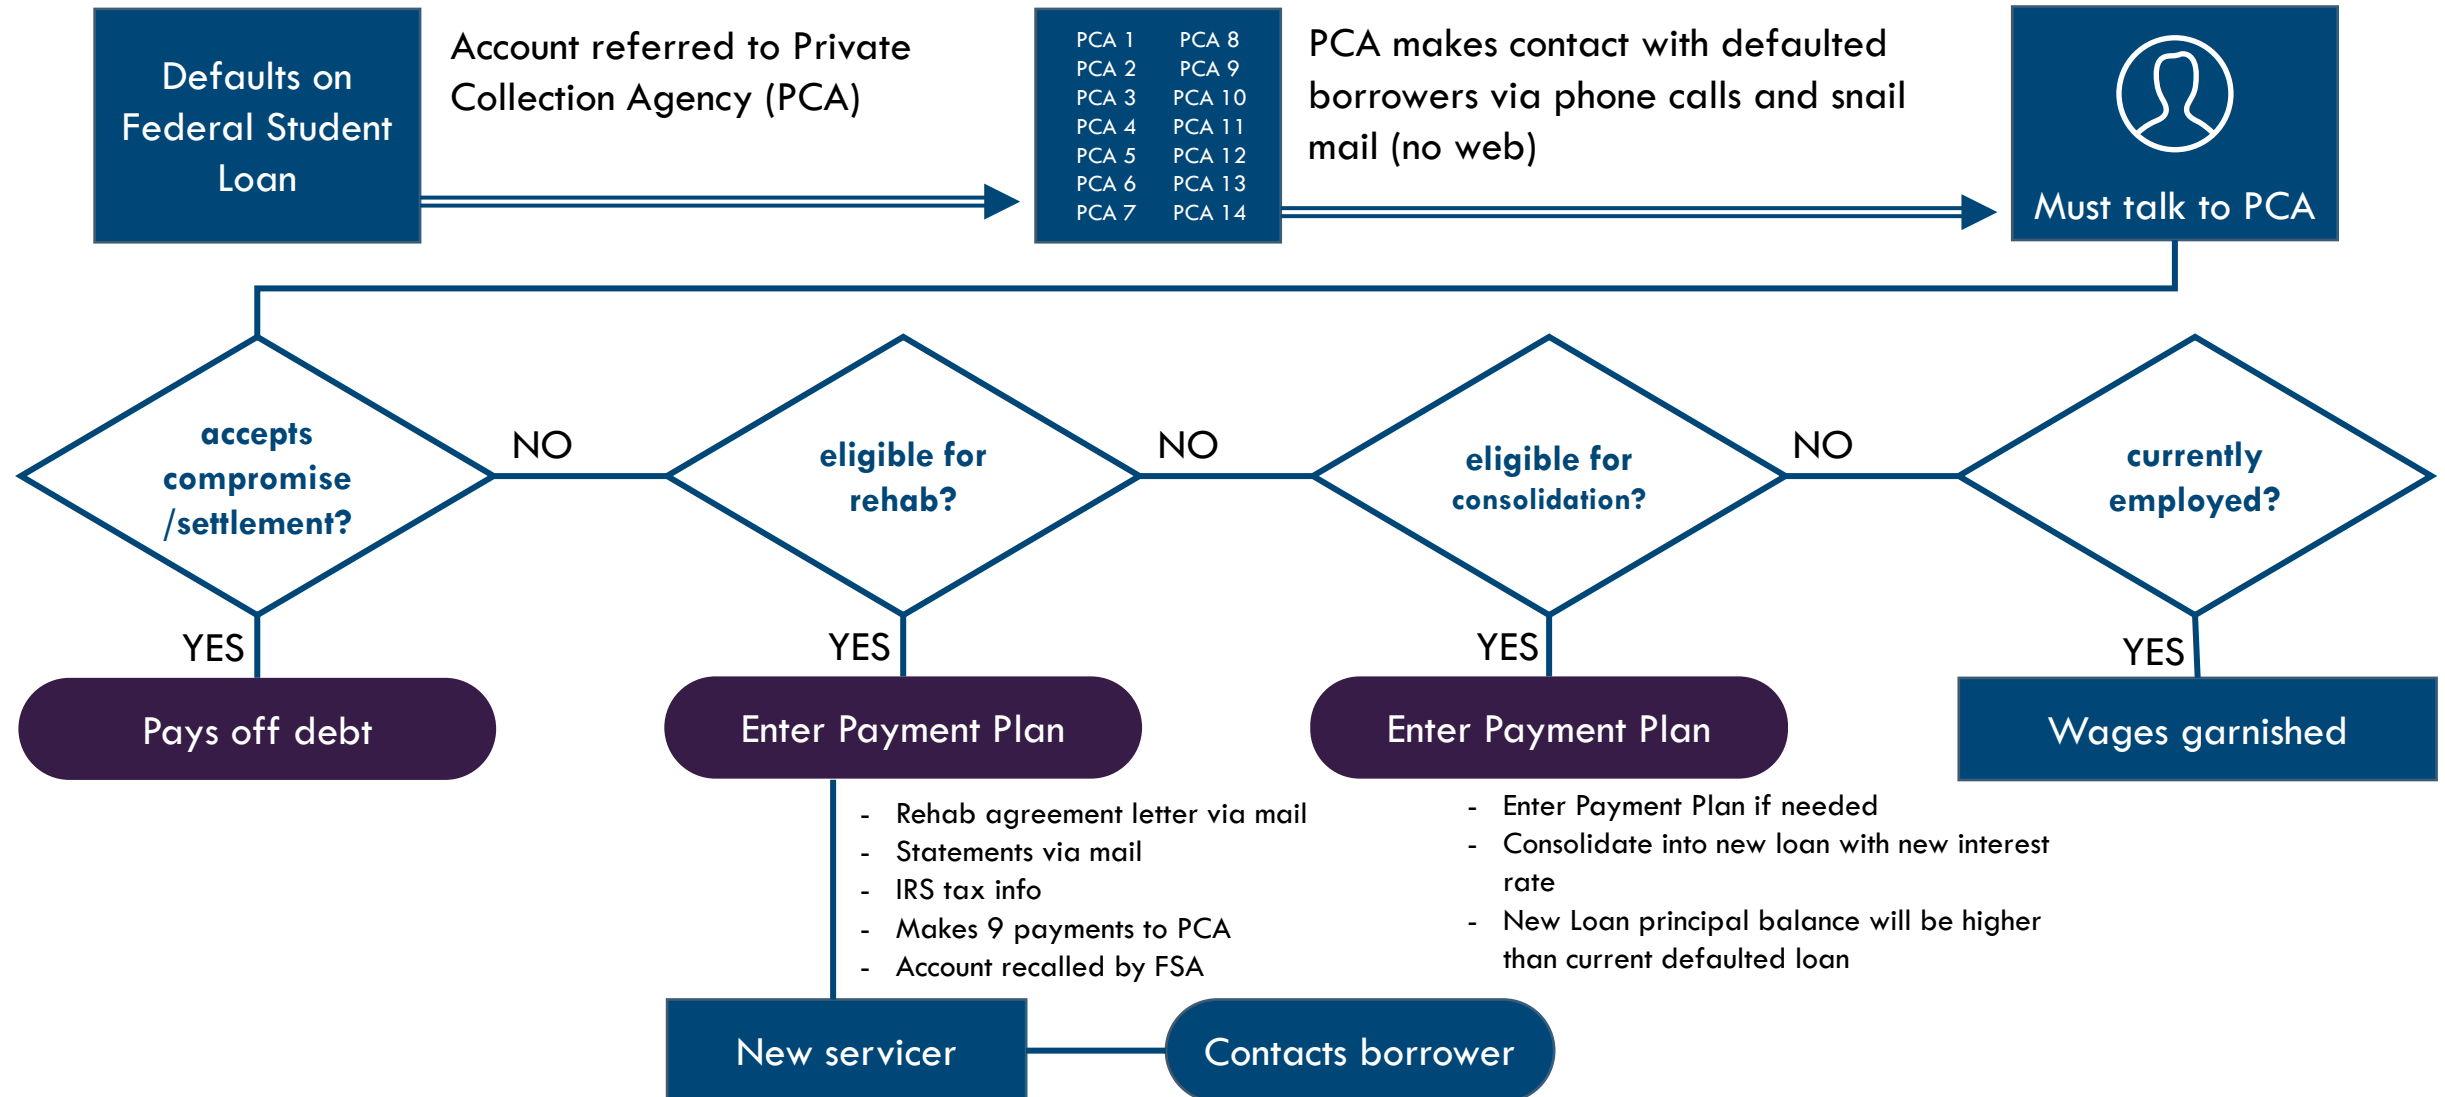 Defaults on
Federal Student
Loan
Account referred to Private
Collection Agency (PCA)
PCA 1 PCA 8
PCA 2 PCA 9
PCA 3 PCA 10
PCA 4 PCA 11
PCA 5 PCA 12
PCA 6 PCA 13
PCA 7 PCA 14
PCA makes contact with defaulted
borrowers via phone calls and snail
mail (no web)
Must talk to PCA
accepts
compromise
/settlement?
NO
eligible for
rehab?
NO
eligible for
consolidation?
NO
currently
employed?
YES
YES
YES
YES
Pays off debt
Enter Payment Plan
Enter Payment Plan
Wages garnished
- Rehab agreement letter via mail
- Statements via mail
- IRS tax info
- Makes 9 payments to PCA
- Account recalled by FSA
- Enter Payment Plan if needed
- Consolidate into new loan with new interest
rate
- New Loan principal balance will be higher
than current defaulted loan
New servicer
Contacts borrower